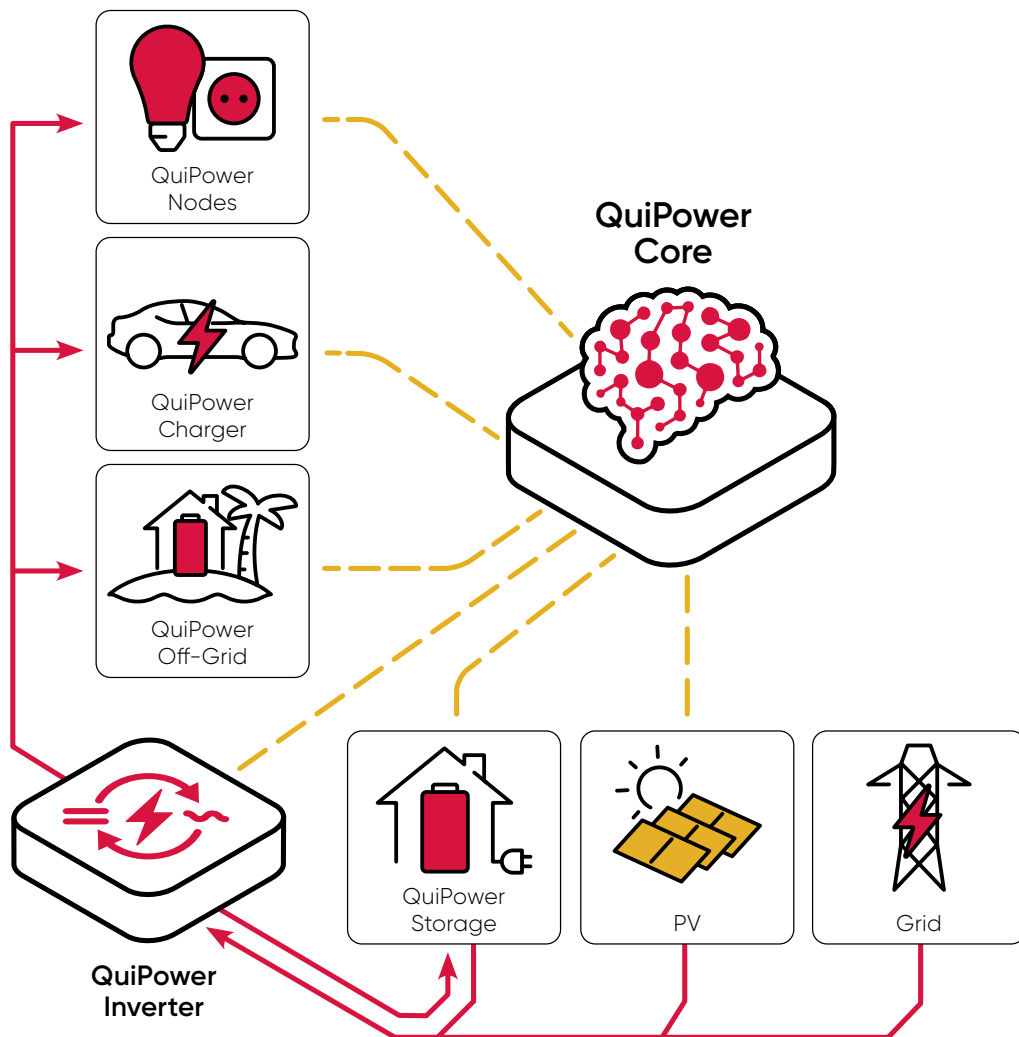 QuiPower
Nodes
QuiPower
Core
QuiPower
Charger
QuiPower
Off-Grid
QuiPower
Storage
PV
Grid
QuiPower
Inverter